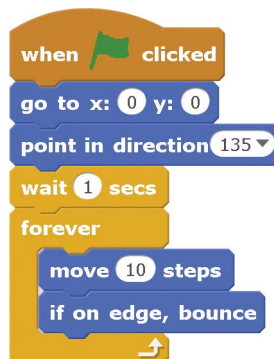 when clicked
go to x: 0 y: 0
point in direction 135
wait 1 secs
forever
move 10 steps
if on edge, bounce